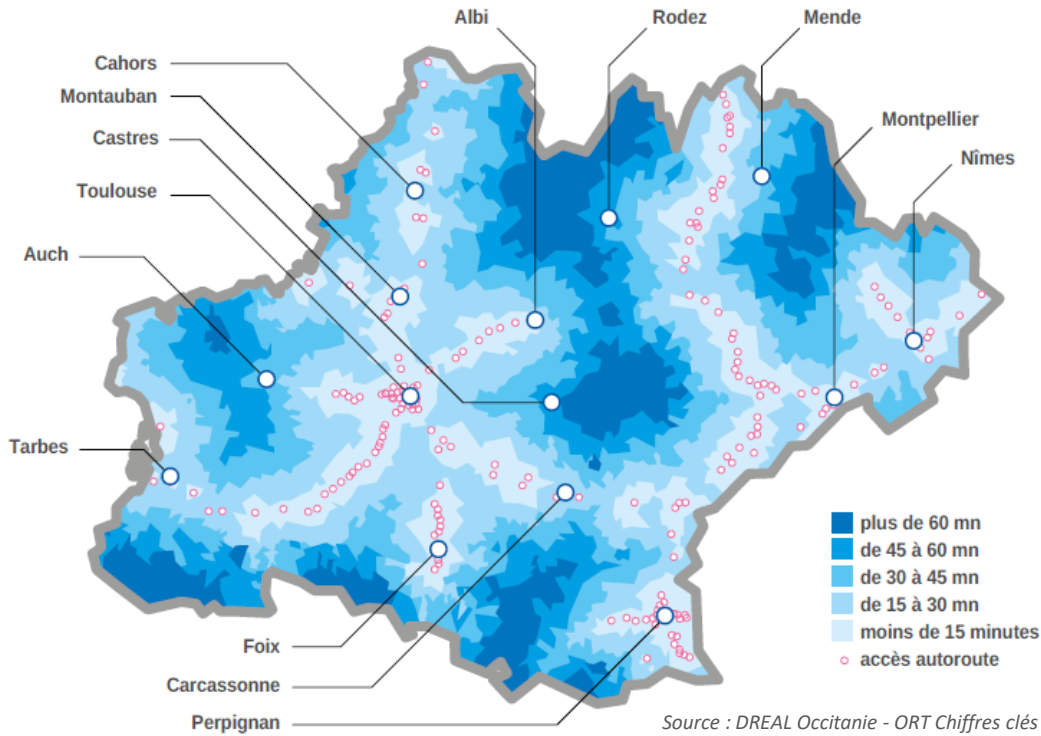 Albi
Rodez
Mende
Cahors
Montauban
Castres
Toulouse
Montpellier
Nîmes
Auch
Tarbes
plus de 60 mn
de 45 à 60 mn
de 30 à 45 mn
de 15 à 30 mn
moins de 15 minutes
accès autoroute
Foix
Carcassonne
Perpignan
Source : DREAL Occitanie - ORT Chiffres clés